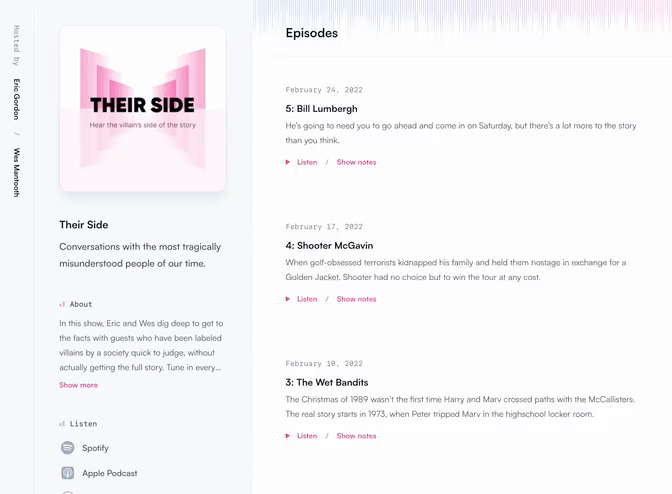 Hosted by Eric Gordon / Wes Mantooth
THEIR SIDE
Hear the villain's side of the story
Their Side
Conversations with the most tragically
misunderstood people of our time.
About
In this show, Eric and Wes dig deep to get to
the facts with guests who have been labeled
villains by a society quick to judge, without
actually getting the full story. Tune in every...
Show more
Listen
Spotify
Apple Podcast
Episodes
February 24, 2022
5: Bill Lumbergh
He's going to need you to go ahead and come in on Saturday, but there's a lot more to the story
than you think.
Listen / Show notes
February 17, 2022
4: Shooter McGavin
When golf-obsessed terrorists kidnapped his family and held them hostage in exchange for a
Golden Jacket. Shooter had no choice but to win the tour at any cost.
Listen / Show notes
February 10, 2022
3: The Wet Bandits
The Christmas of 1989 wasn't the first time Harry and Marv crossed paths with the McCallisters.
The real story starts in 1973, when Peter tripped Marv in the highschool locker room.
Listen / Show notes